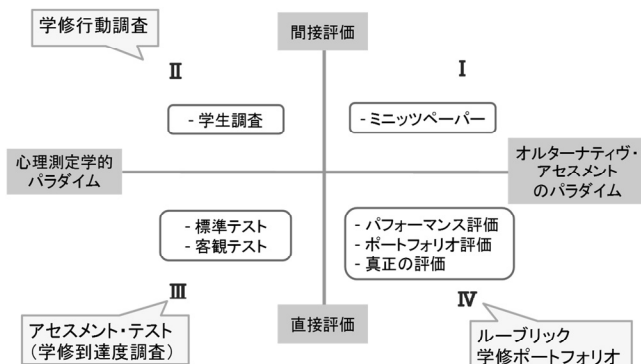 学修行動調査
間接評価
Ⅱ
Ⅰ
- 学生調査
- ミニッツペーパー
心理測定学的
パラダイム
オルターナティヴ・
アセスメント
のパラダイム
- 標準テスト
- 客観テスト
- パフォーマンス評価
- ポートフォリオ評価
- 真正の評価
Ⅲ
Ⅳ
アセスメント・テスト
(学修到達度調査)
直接評価
ルーブリック
学修ポートフォリオ